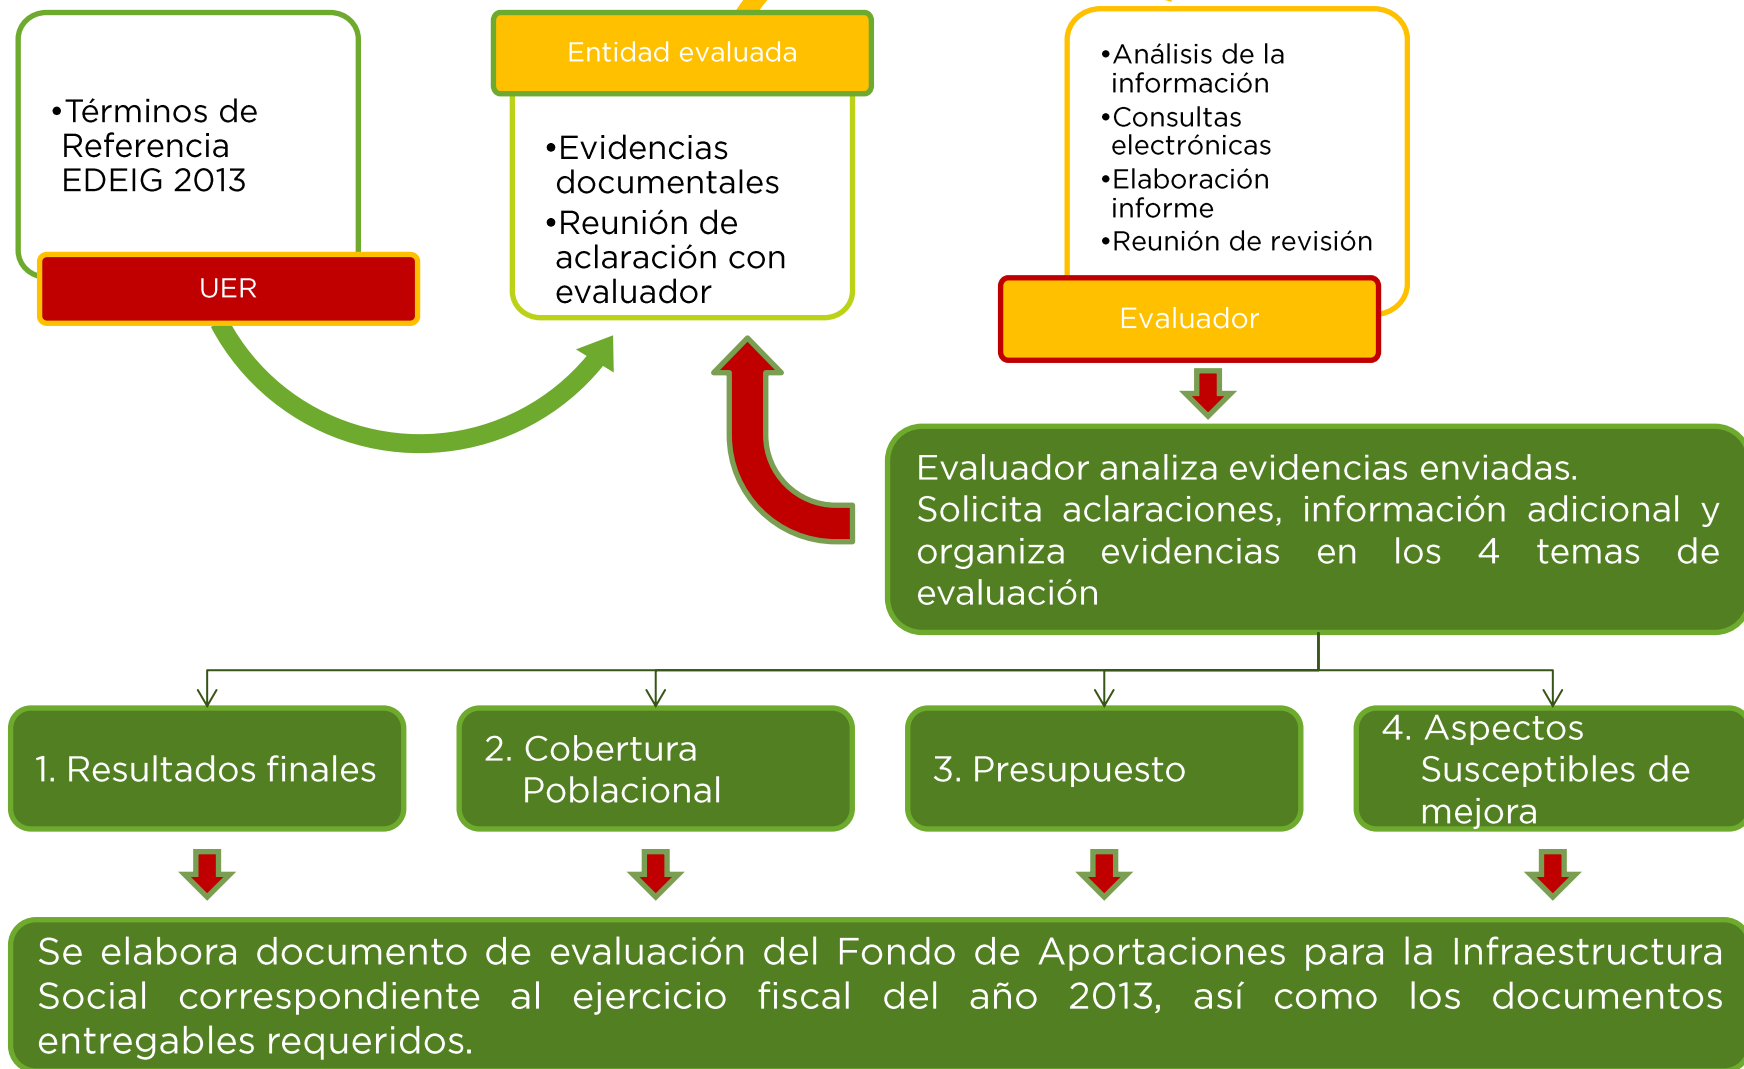 •Términos de
Referencia
EDEIG 2013
UER
Entidad evaluada
•Evidencias
documentales
•Reunión de
aclaración con
evaluador
•Análisis de la
información
•Consultas
electrónicas
•Elaboración
informe
•Reunión de revisión
Evaluador
Evaluador analiza evidencias enviadas.
Solicita aclaraciones, información adicional y
organiza evidencias en los 4 temas de
evaluación
1. Resultados finales
2. Cobertura
Poblacional
3. Presupuesto
4. Aspectos
Susceptibles de
mejora
Se elabora documento de evaluación del Fondo de Aportaciones para la Infraestructura
Social correspondiente al ejercicio fiscal del año 2013, así como los documentos
entregables requeridos.